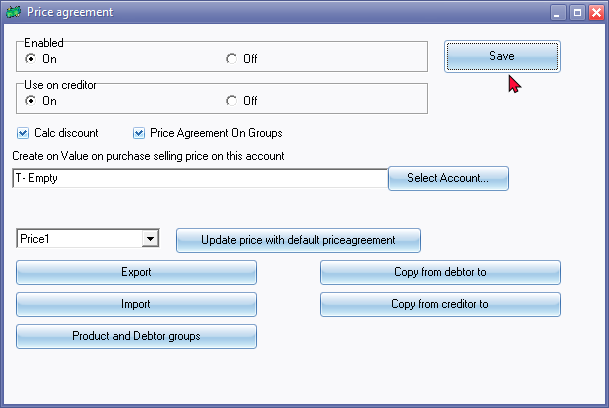 Price agreement
Enabled
On Off
Save
Use on creditor
On Off
Calc discount Price Agreement On Groups
Create on Value on purchase selling price on this account
T- Empty Select Account...
Price1 Update price with default priceagreement
Export Copy from debtor to
Import Copy from creditor to
Product and Debtor groups